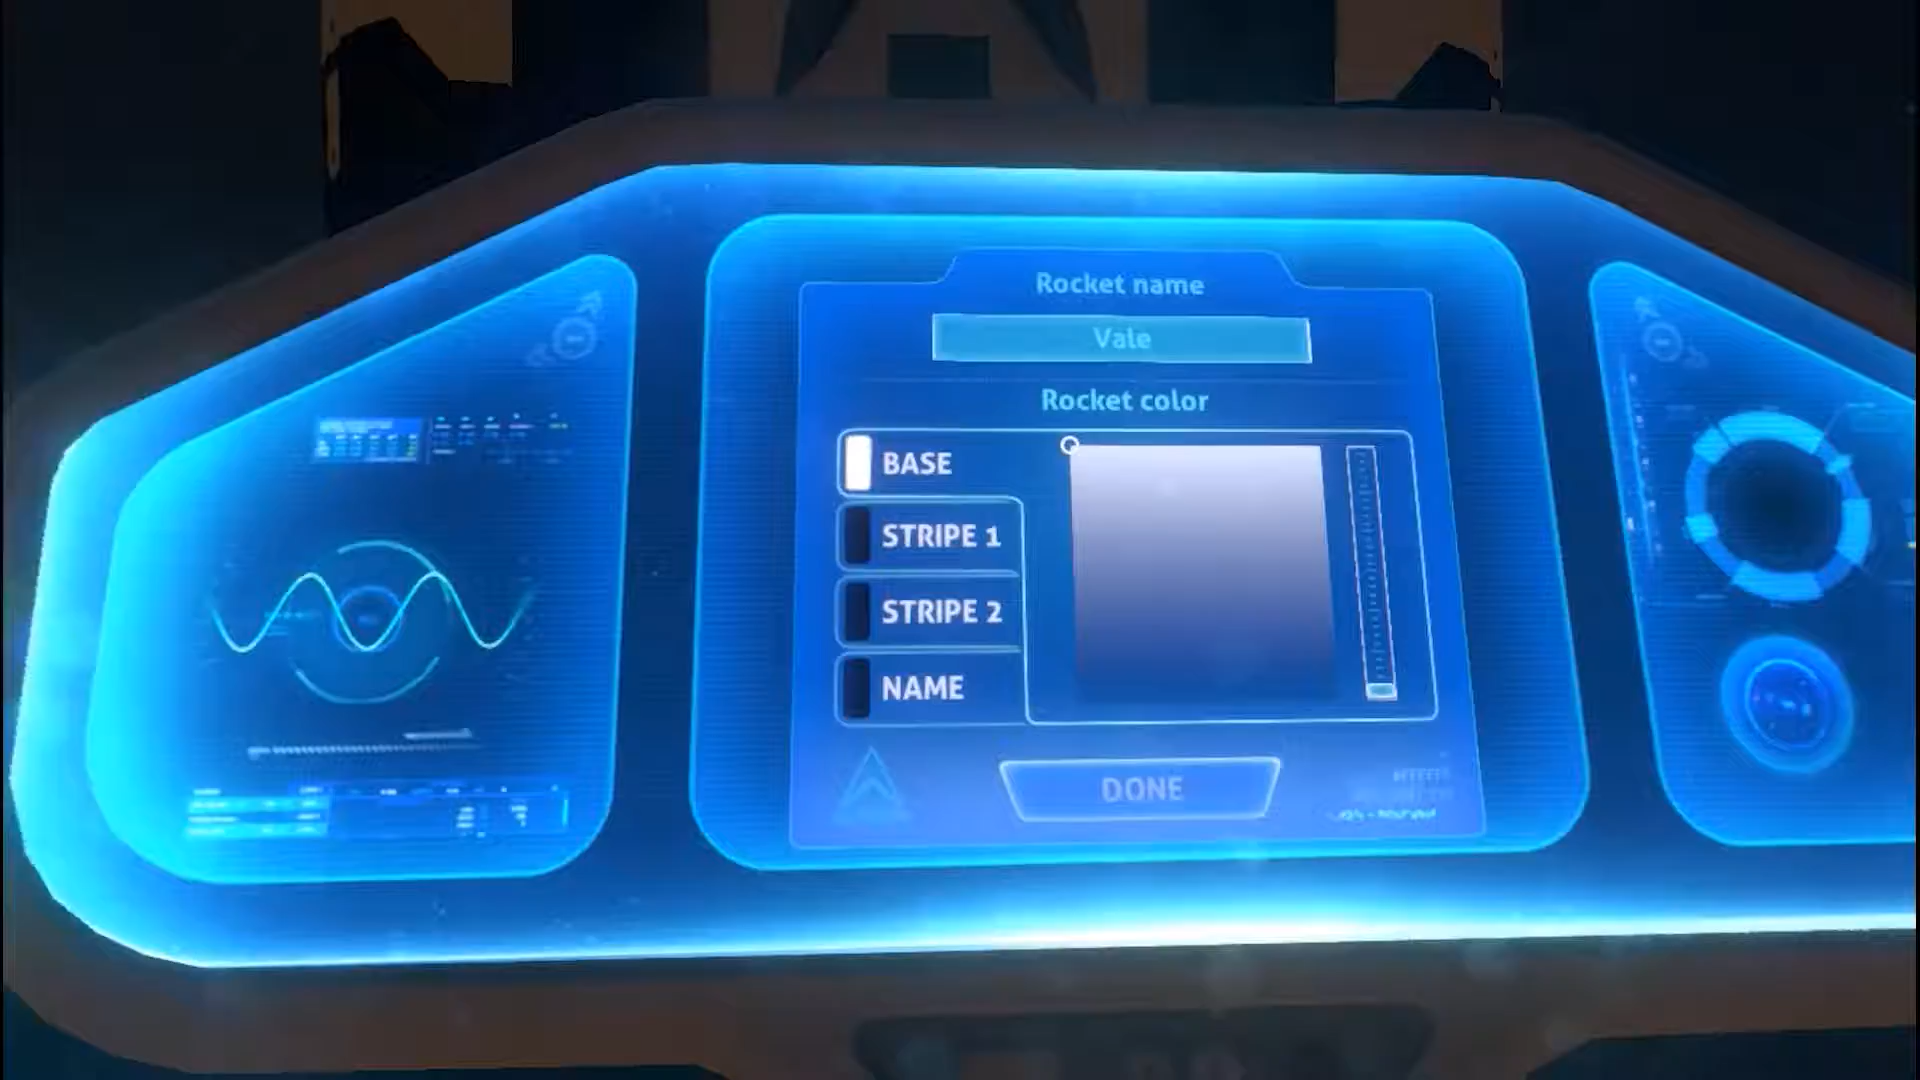 Rocket name
Vale
Rocket color
BASE
STRIPE 1
STRIPE 2
NAME
DONE